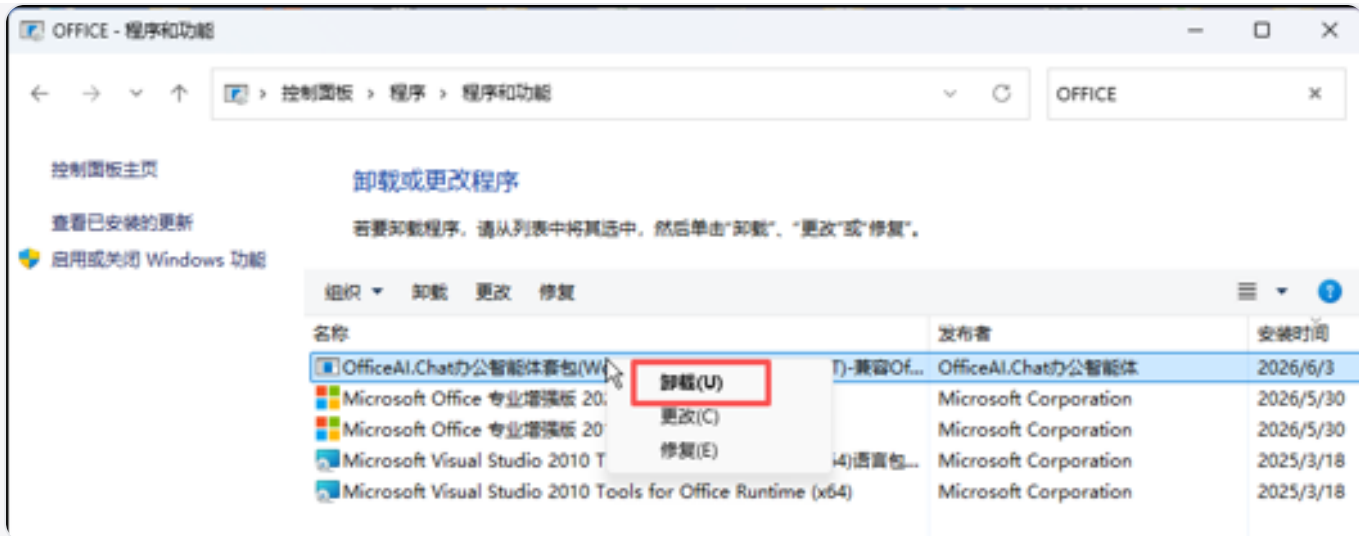 OFFICE - 程序和功能
控制面板 › 程序 › 程序和功能
OFFICE
控制面板主页
查看已安装的更新
启用或关闭 Windows 功能
卸载或更改程序
若要卸载程序，请从列表中将其选中，然后单击“卸载”、“更改”或“修复”。
组织 卸载 更改 修复
名称 发布者 安装时间
OfficeAI.Chat办公智能体套包(W T)-兼容Of... OfficeAI.Chat办公智能体 2026/6/3
Microsoft Office 专业增强版 20 Microsoft Corporation 2026/5/30
Microsoft Office 专业增强版 20 Microsoft Corporation 2026/5/30
Microsoft Visual Studio 2010 T 64)语言包... Microsoft Corporation 2025/3/18
Microsoft Visual Studio 2010 Tools for Office Runtime (x64) Microsoft Corporation 2025/3/18
卸载(U)
更改(C)
修复(E)